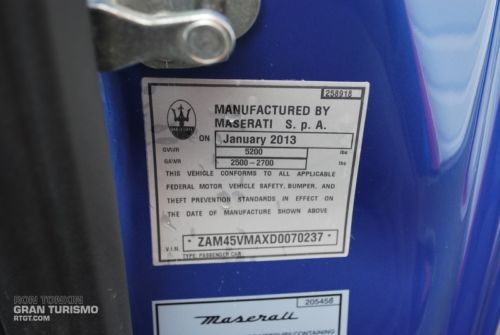 258918
MANUFACTURED BY
MASERATI S. p. A.
ON January 2013
GVWR 5200 lbs
GAWR 2500-2700 lbs
THIS VEHICLE CONFORMS TO ALL APPLICABLE
FEDERAL MOTOR VEHICLE SAFETY, BUMPER, AND
THEFT PREVENTION STANDARDS IN EFFECT ON
THE DATE OF MANUFACTURE SHOWN ABOVE
V.I.N. * ZAM45VMAXD0070237 *
TYPE: PASSENGER CAR
205458
Maserati
CONTAINING
RON TONKIN
GRAN TURISMO
RTGT.COM